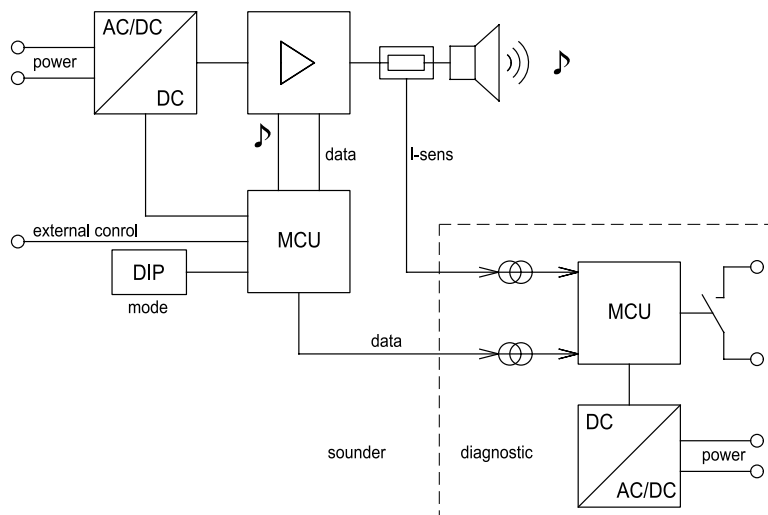 AC/DC
power
DC
data
I-sens
external conrol
MCU
DIP
mode
MCU
data
DC
sounder
diagnostic
power
AC/DC